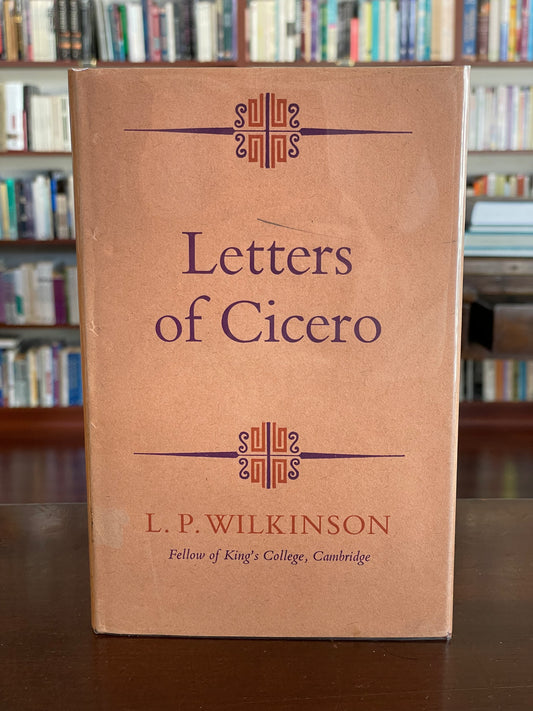 Letters
of Cicero
L. P. WILKINSON
Fellow of King's College, Cambridge